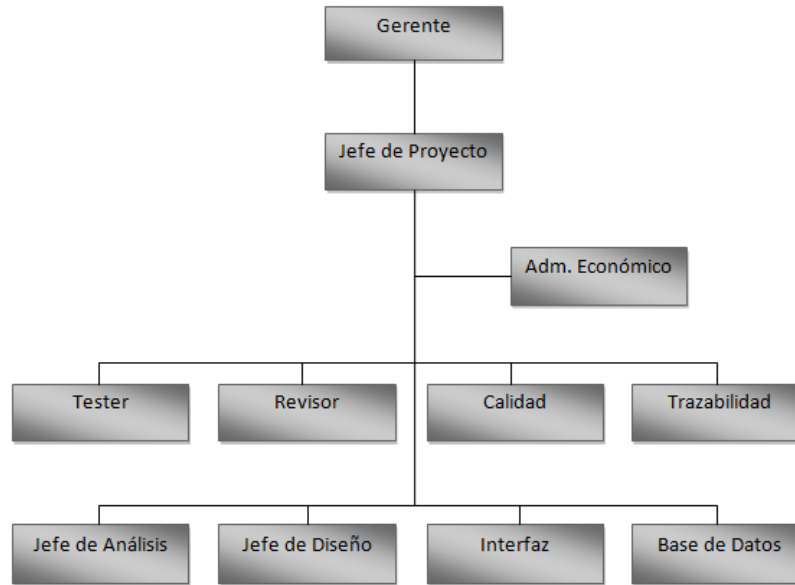 Gerente
Jefe de Proyecto
Adm. Económico
Tester
Revisor
Calidad
Trazabilidad
Jefe de Análisis
Jefe de Diseño
Interfaz
Base de Datos